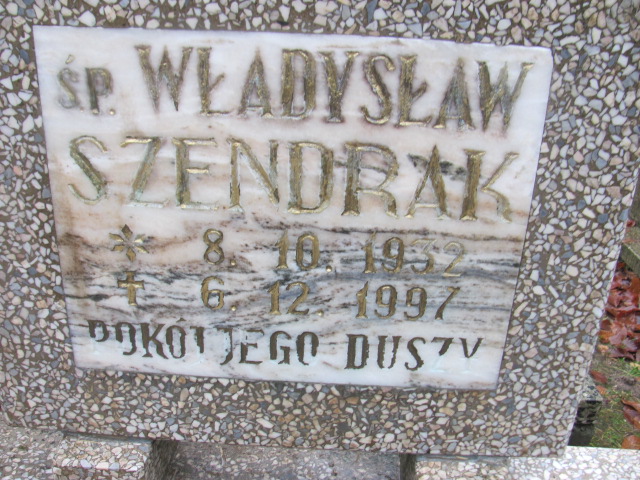 ŚP. WŁADYSŁAW
SZENDRAK
* 8. 10. 1932
✝ 6. 12. 1997
POKÓJ JEGO DUSZY